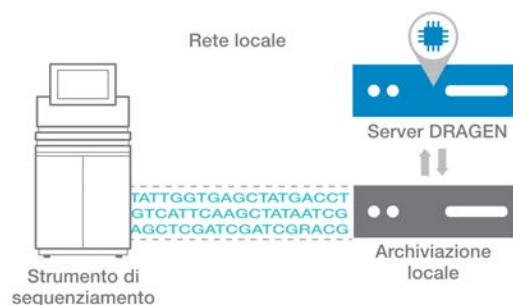 Rete locale
Server DRAGEN
TATTGGTGAGCTATGACCT
GTCATTCAAGCTATAATCG
AGCTCGATCGATCGRACG
Archiviazione
locale
Strumento di
sequenziamento